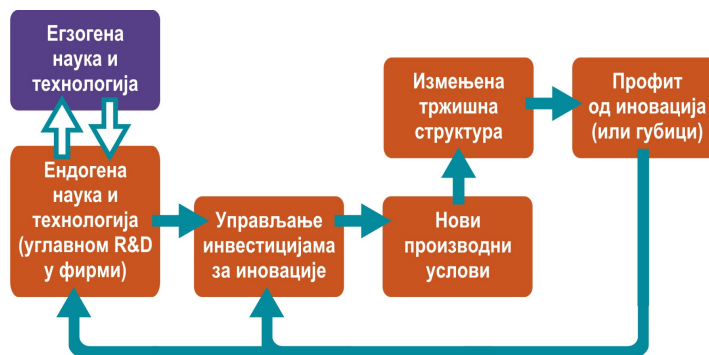 Егзогена
наука и
технологија
Ендогена
наука и
технологија
(углавном R&D
у фирми)
Управљање
инвестицијама
за иновације
Нови
производни
услови
Измењена
тржишна
структура
Профит
од иновација
(или губици)